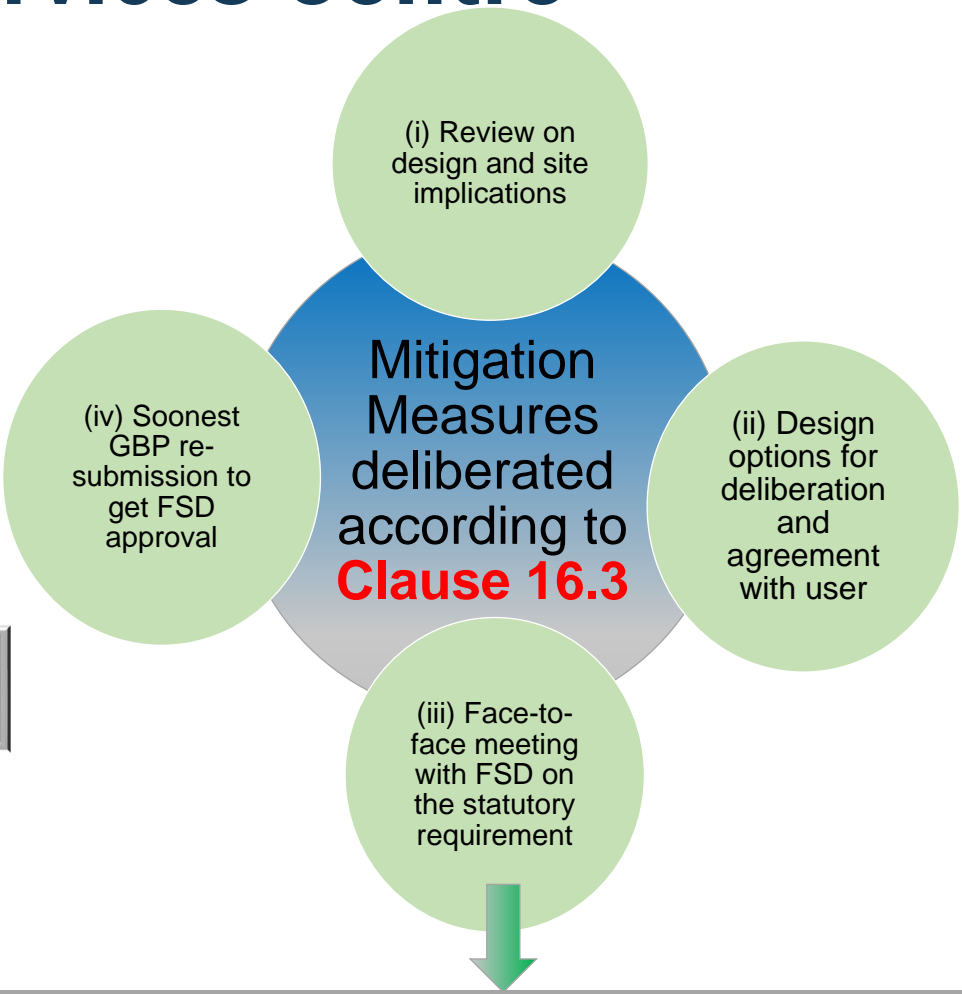 (i) Review on
design and site
implications
Mitigation
Measures
deliberated
according to
Clause 16.3
(ii) Design
options for
deliberation
and
agreement
with user
(iii) Face-to-
face meeting
with FSD on
the statutory
requirement
(iv) Soonest
GBP re-
submission to
get FSD
approval